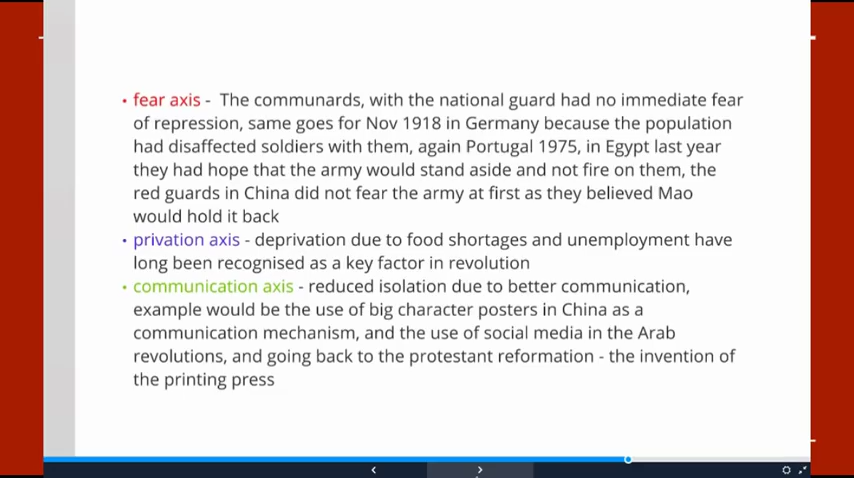 • fear axis - The communards, with the national guard had no immediate fear
of repression, same goes for Nov 1918 in Germany because the population
had disaffected soldiers with them, again Portugal 1975, in Egypt last year
they had hope that the army would stand aside and not fire on them, the
red guards in China did not fear the army at first as they believed Mao
would hold it back
• privation axis - deprivation due to food shortages and unemployment have
long been recognised as a key factor in revolution
• communication axis - reduced isolation due to better communication,
example would be the use of big character posters in China as a
communication mechanism, and the use of social media in the Arab
revolutions, and going back to the protestant reformation - the invention of
the printing press